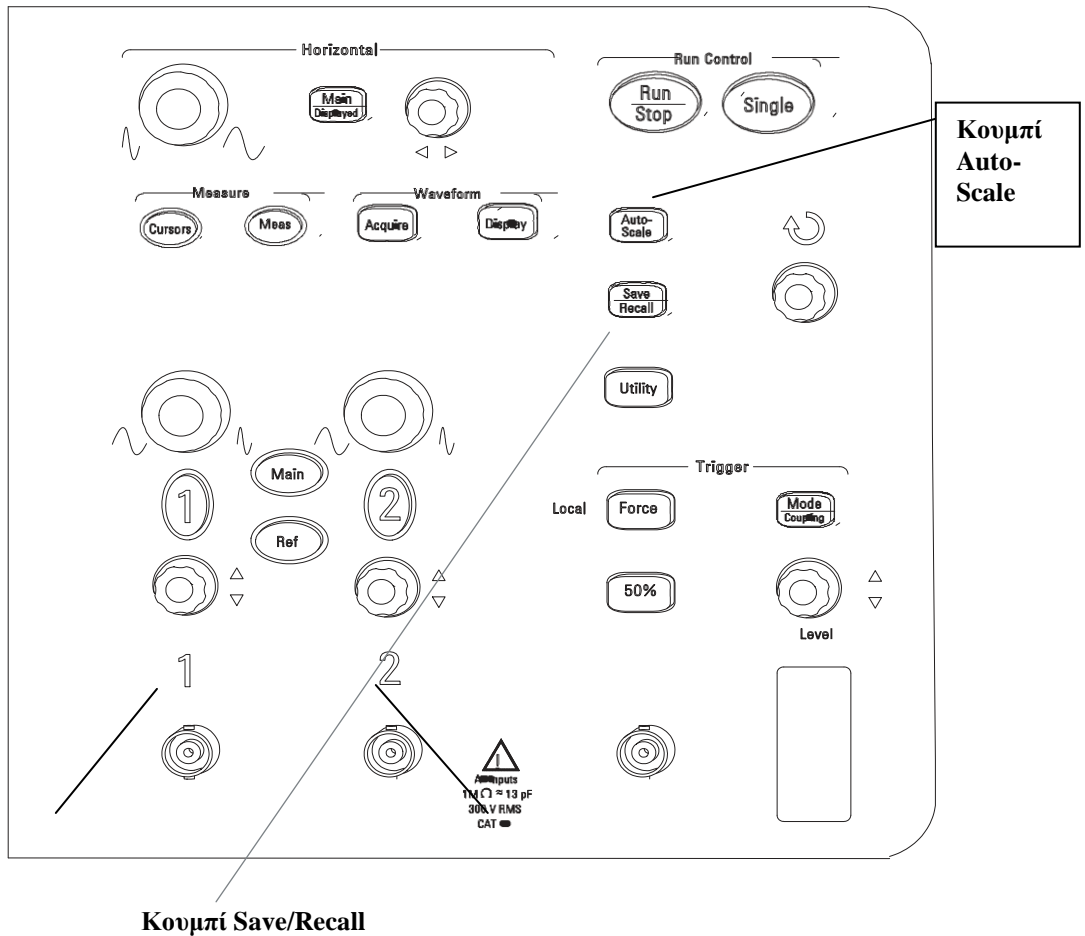 Horizontal
Run Control
Main
Displayed
Run
Stop
Single
Κουμπί
Auto-
Scale
Measure
Waveform
Cursors
Meas
Acquire
Display
Auto-
Scale
Save
Recall
Utility
Trigger
Main
1
2
Local
Force
Mode
Coupling
Ref
50%
Level
1
2
1M Ω ≈ 13 pF
300 V RMS
CAT
Κουμπί Save/Recall